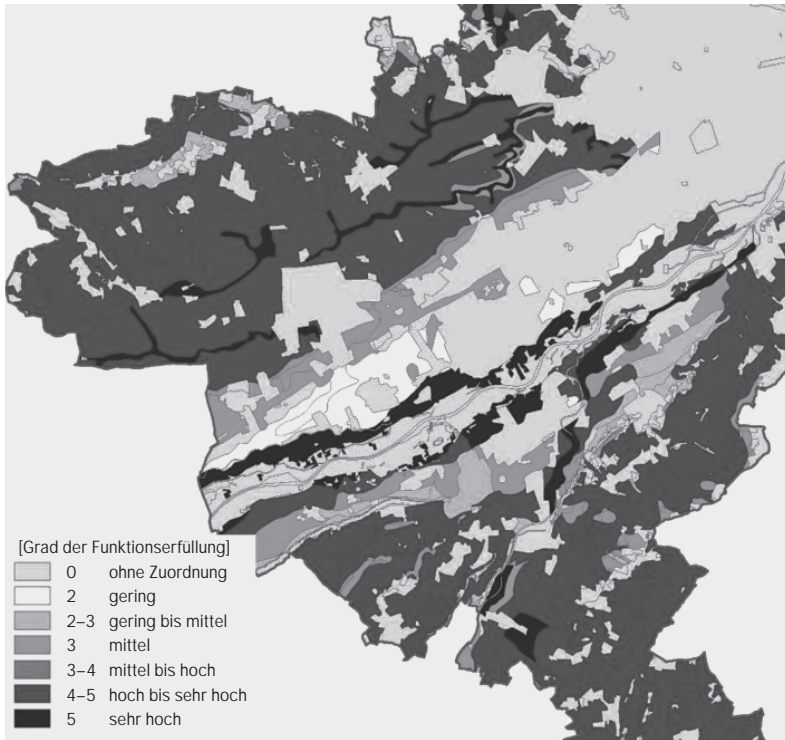 [Grad der Funktionserfüllung]
0 ohne Zuordnung
2 gering
2–3 gering bis mittel
3 mittel
3–4 mittel bis hoch
4–5 hoch bis sehr hoch
5 sehr hoch